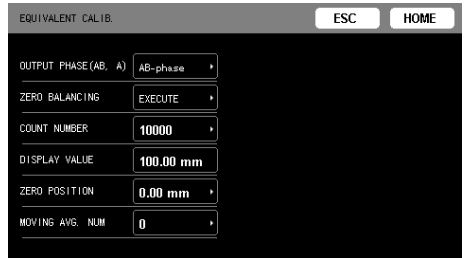 EQUIVALENT CALIB. ESC HOME
OUTPUT PHASE(AB, A) AB-phase
ZERO BALANCING EXECUTE
COUNT NUMBER 10000
DISPLAY VALUE 100.00 mm
ZERO POSITION 0.00 mm
MOVING AVG. NUM 0